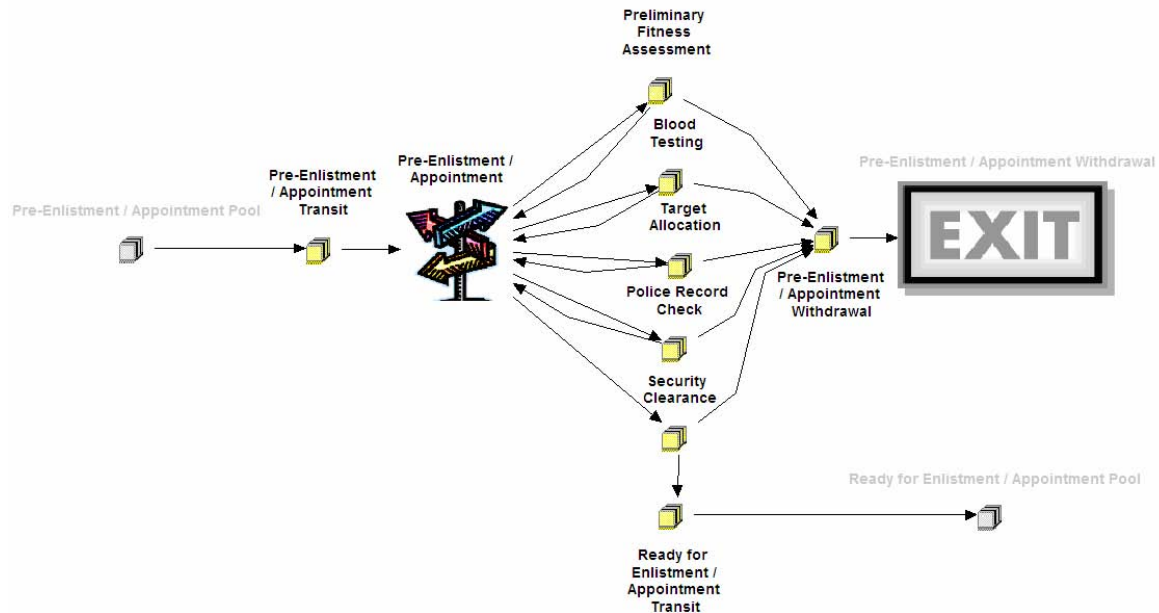 Preliminary
Fitness
Assessment
Blood
Testing
Pre-Enlistment /
Appointment
Pre-Enlistment
/ Appointment
Transit
Pre-Enlistment / Appointment Pool
Target
Allocation
Pre-Enlistment / Appointment Withdrawal
EXIT
Police Record
Check
Pre-Enlistment
/ Appointment
Withdrawal
Security
Clearance
Ready for Enlistment / Appointment Pool
Ready for
Enlistment /
Appointment
Transit